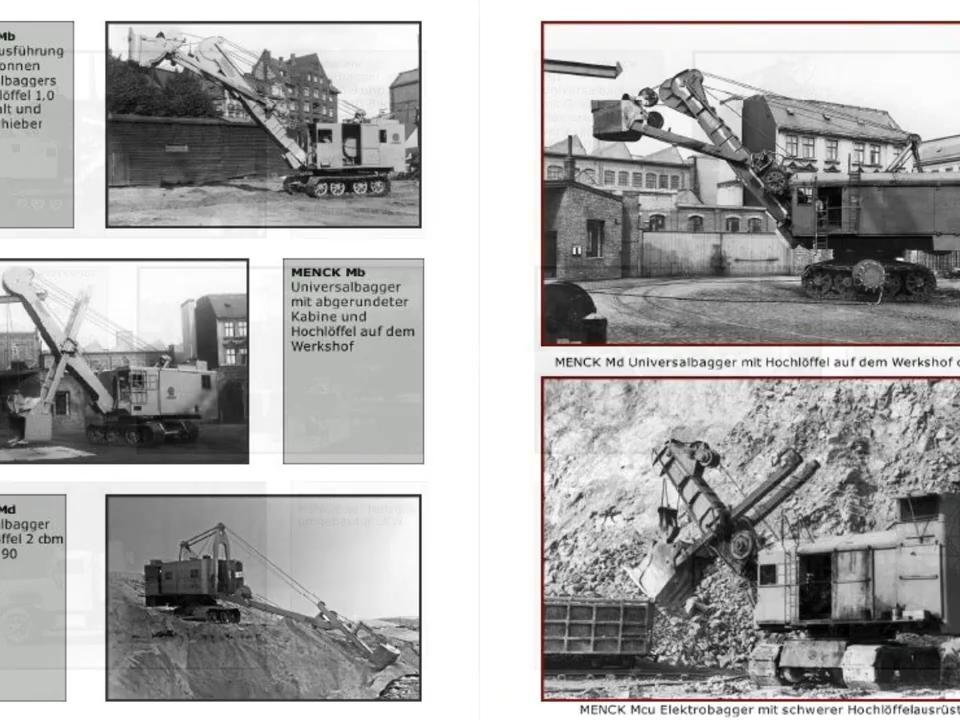 Mb
usführung
onnen
lbaggers
löffel 1,0
lt und
hieber
MENCK Mb
Universalbagger
mit abgerundeter
Kabine und
Hochlöffel auf dem
Werkshof
Md
lbagger
ffel 2 cbm
90
MENCK Md Universalbagger mit Hochlöffel auf dem Werkshof
MENCK Mcu Elektrobagger mit schwerer Hochlöffelausrüst